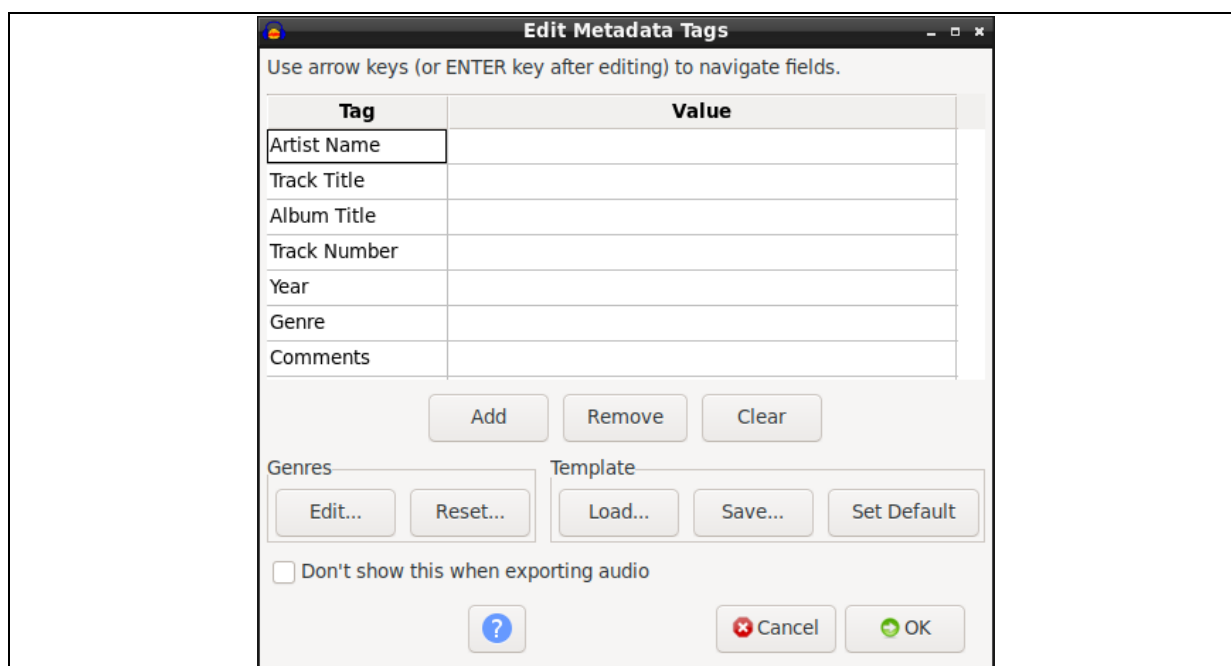 Edit Metadata Tags
Use arrow keys (or ENTER key after editing) to navigate fields.
Tag Value
Artist Name
Track Title
Album Title
Track Number
Year
Genre
Comments
Add Remove Clear
Genres Template
Edit... Reset... Load... Save... Set Default
Don't show this when exporting audio
? Cancel OK